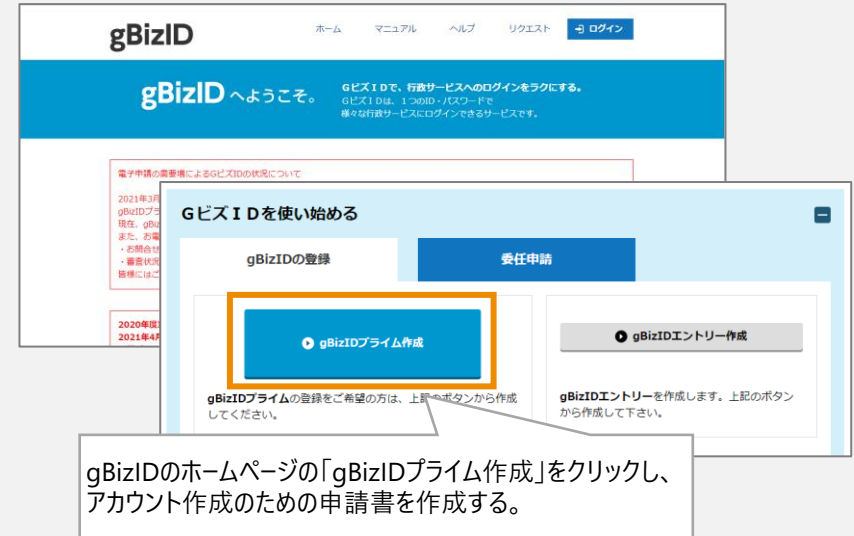 gBizID
ホーム マニュアル ヘルプ リクエスト ログイン
gBizID へようこそ。
GビズIDで、行政サービスへのログインをラクにする。
GビズIDは、1つのID・パスワードで
様々な行政サービスにログインできるサービスです。
電子申請の需要増によるGビズIDの状況について
2021年3月
gBizIDプラ
現在、gBiz
また、お電
・お問合せ
・審査状況
皆様にはご
2020年度
2021年4月
GビズIDを使い始める
gBizIDの登録 委任申請
gBizIDプライム作成
gBizIDプライムの登録をご希望の方は、上記のボタンから作成
してください。
gBizIDエントリー作成
gBizIDエントリーを作成します。上記のボタン
から作成して下さい。
gBizIDのホームページの「gBizIDプライム作成」をクリックし、
アカウント作成のための申請書を作成する。